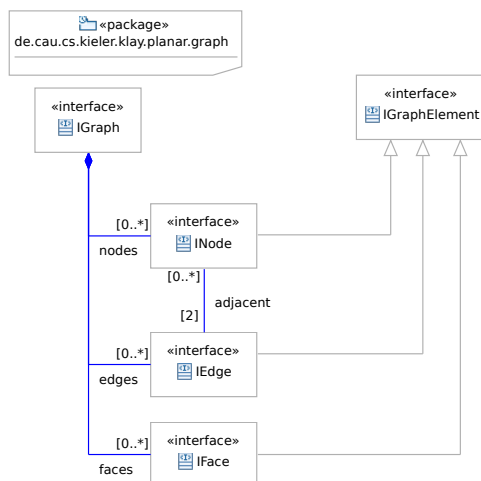 «package»
de.cau.cs.kieler.klay.planar.graph
«interface»
IGraph
«interface»
IGraphElement
[0..*]
nodes
«interface»
INode
[0..*]
adjacent
[2]
[0..*]
edges
«interface»
IEdge
[0..*]
faces
«interface»
IFace